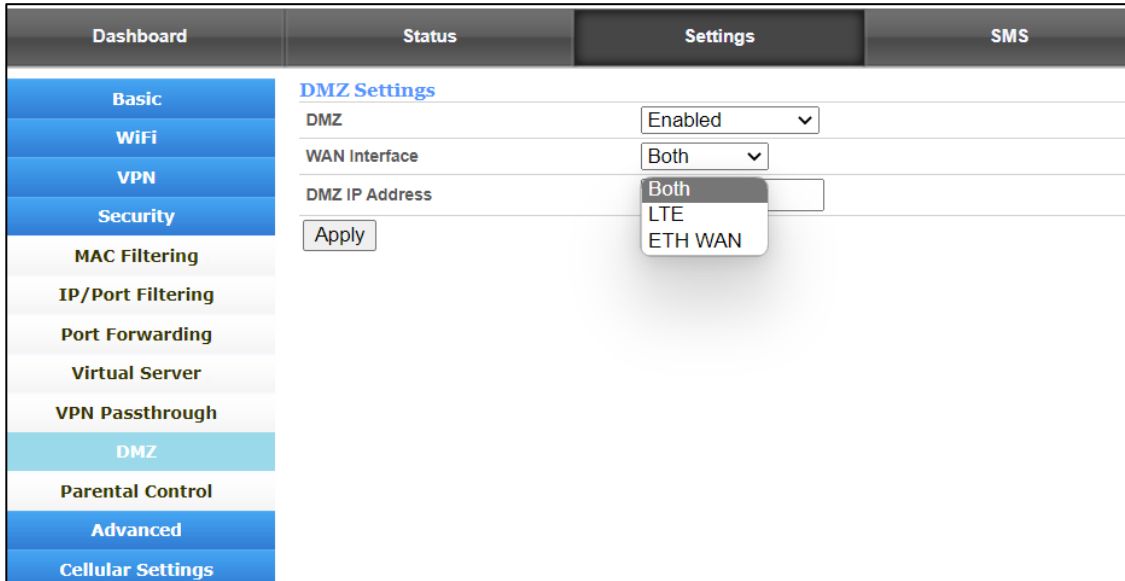 Dashboard Status Settings SMS
Basic
WiFi
VPN
Security
MAC Filtering
IP/Port Filtering
Port Forwarding
Virtual Server
VPN Passthrough
DMZ
Parental Control
Advanced
Cellular Settings
DMZ Settings
DMZ Enabled
WAN Interface Both
DMZ IP Address
Both
LTE
ETH WAN
Apply